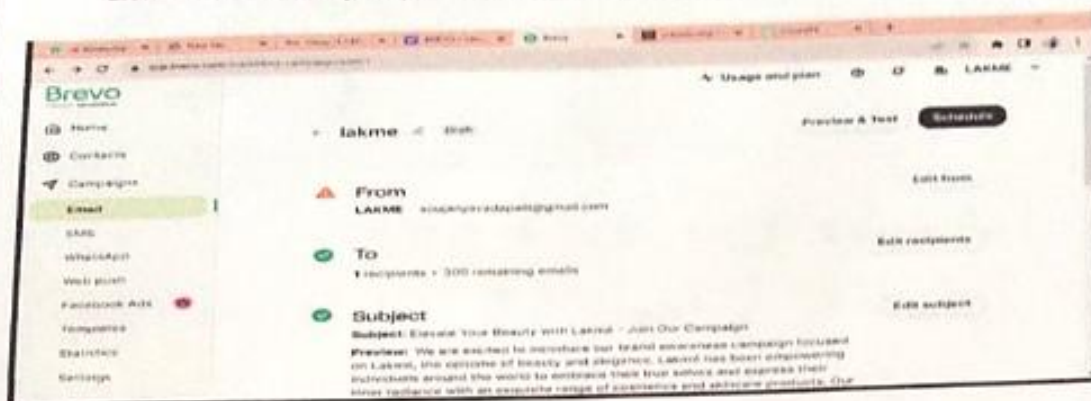 Brevo
Usage and plan
LAKME
Home
lakme
Draft
Preview & Test
Schedule
Contacts
Campaigns
From
Edit from
LAKME
Email
SMS
To
Edit recipients
WhatsApp
1 recipients • 300 remaining emails
Web push
Facebook Ads
Subject
Edit subject
Templates
Subject: Elevate Your Beauty with Lakmé - Join Our Campaign
Statistics
Preview: We are excited to introduce our brand awareness campaign focused
on Lakmé, the epitome of beauty and elegance. Lakmé has been empowering
Settings
individuals around the world to embrace their true selves and express their
inner radiance with an exquisite range of cosmetics and skincare products. Our